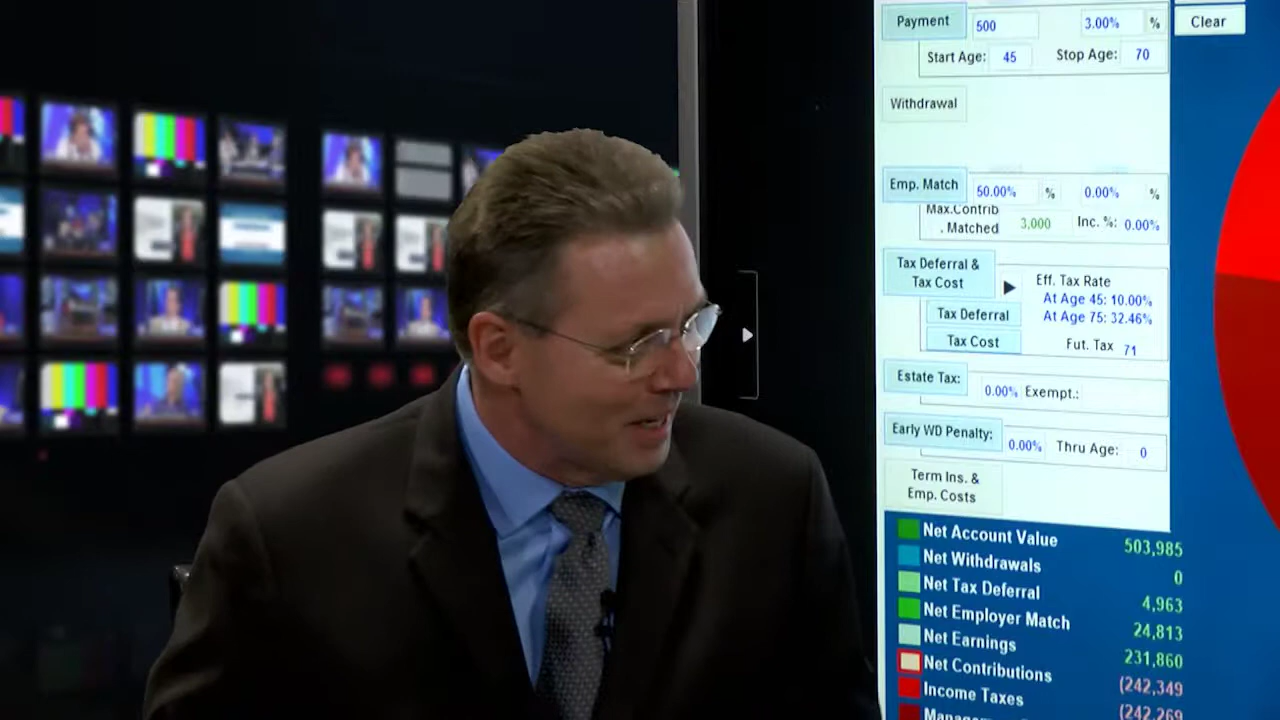 Payment 500 3.00% % Clear
Start Age: 45 Stop Age: 70
Withdrawal
Emp. Match 50.00% % 0.00% %
Max.Contrib
. Matched 3,000 Inc. %: 0.00%
Tax Deferral &
Tax Cost
Eff. Tax Rate
At Age 45: 10.00%
At Age 75: 32.46%
Tax Deferral
Tax Cost Fut. Tax 71
Estate Tax: 0.00% Exempt.:
Early WD Penalty: 0.00% Thru Age: 0
Term Ins. &
Emp. Costs
Net Account Value 503,985
Net Withdrawals 0
Net Tax Deferral 4,963
Net Employer Match 24,813
Net Earnings 231,860
Net Contributions (242,349
Income Taxes (242,269